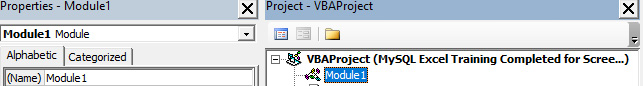 Properties - Module1
Module1 Module
Alphabetic Categorized
(Name) Module1
Project - VBAProject
VBAProject (MySQL Excel Training Completed for Scree...)
Module1